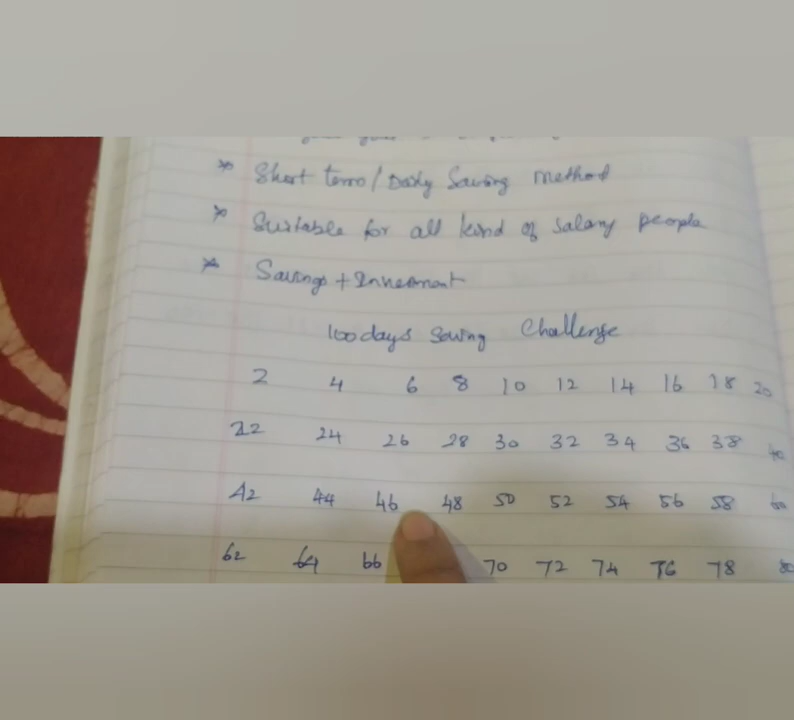 * Short term/Daily Saving method
* Suitable for all kind of salary people
* Savings + Investment
100 days Saving Challenge
2 4 6 8 10 12 14 16 18 20
22 24 26 28 30 32 34 36 38 40
42 44 46 48 50 52 54 56 58 60
62 64 66 70 72 74 76 78 80